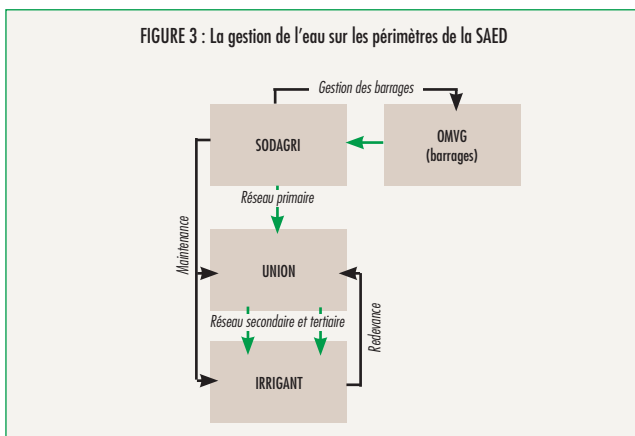 FIGURE 3 : La gestion de l’eau sur les périmètres de la SAED
Gestion des barrages
SODAGRI
OMVG
(barrages)
Réseau primaire
Maintenance
UNION
Réseau secondaire et tertiaire
Redevance
IRRIGANT